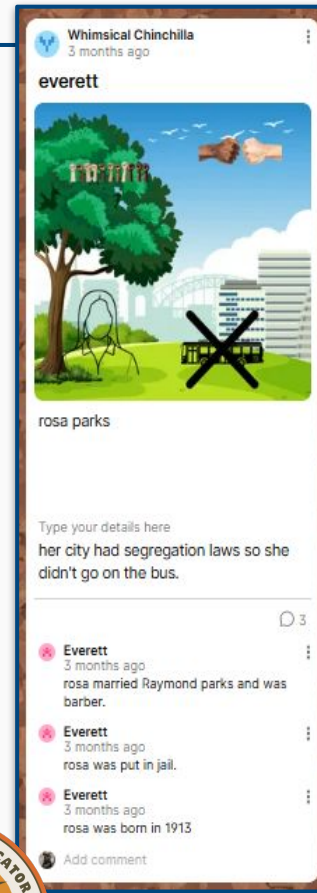 Whimsical Chinchilla
3 months ago
everett
rosa parks
Type your details here
her city had segregation laws so she
didn't go on the bus.
3
Everett
3 months ago
rosa married Raymond parks and was
barber.
Everett
3 months ago
rosa was put in jail.
Everett
3 months ago
rosa was born in 1913
Add comment